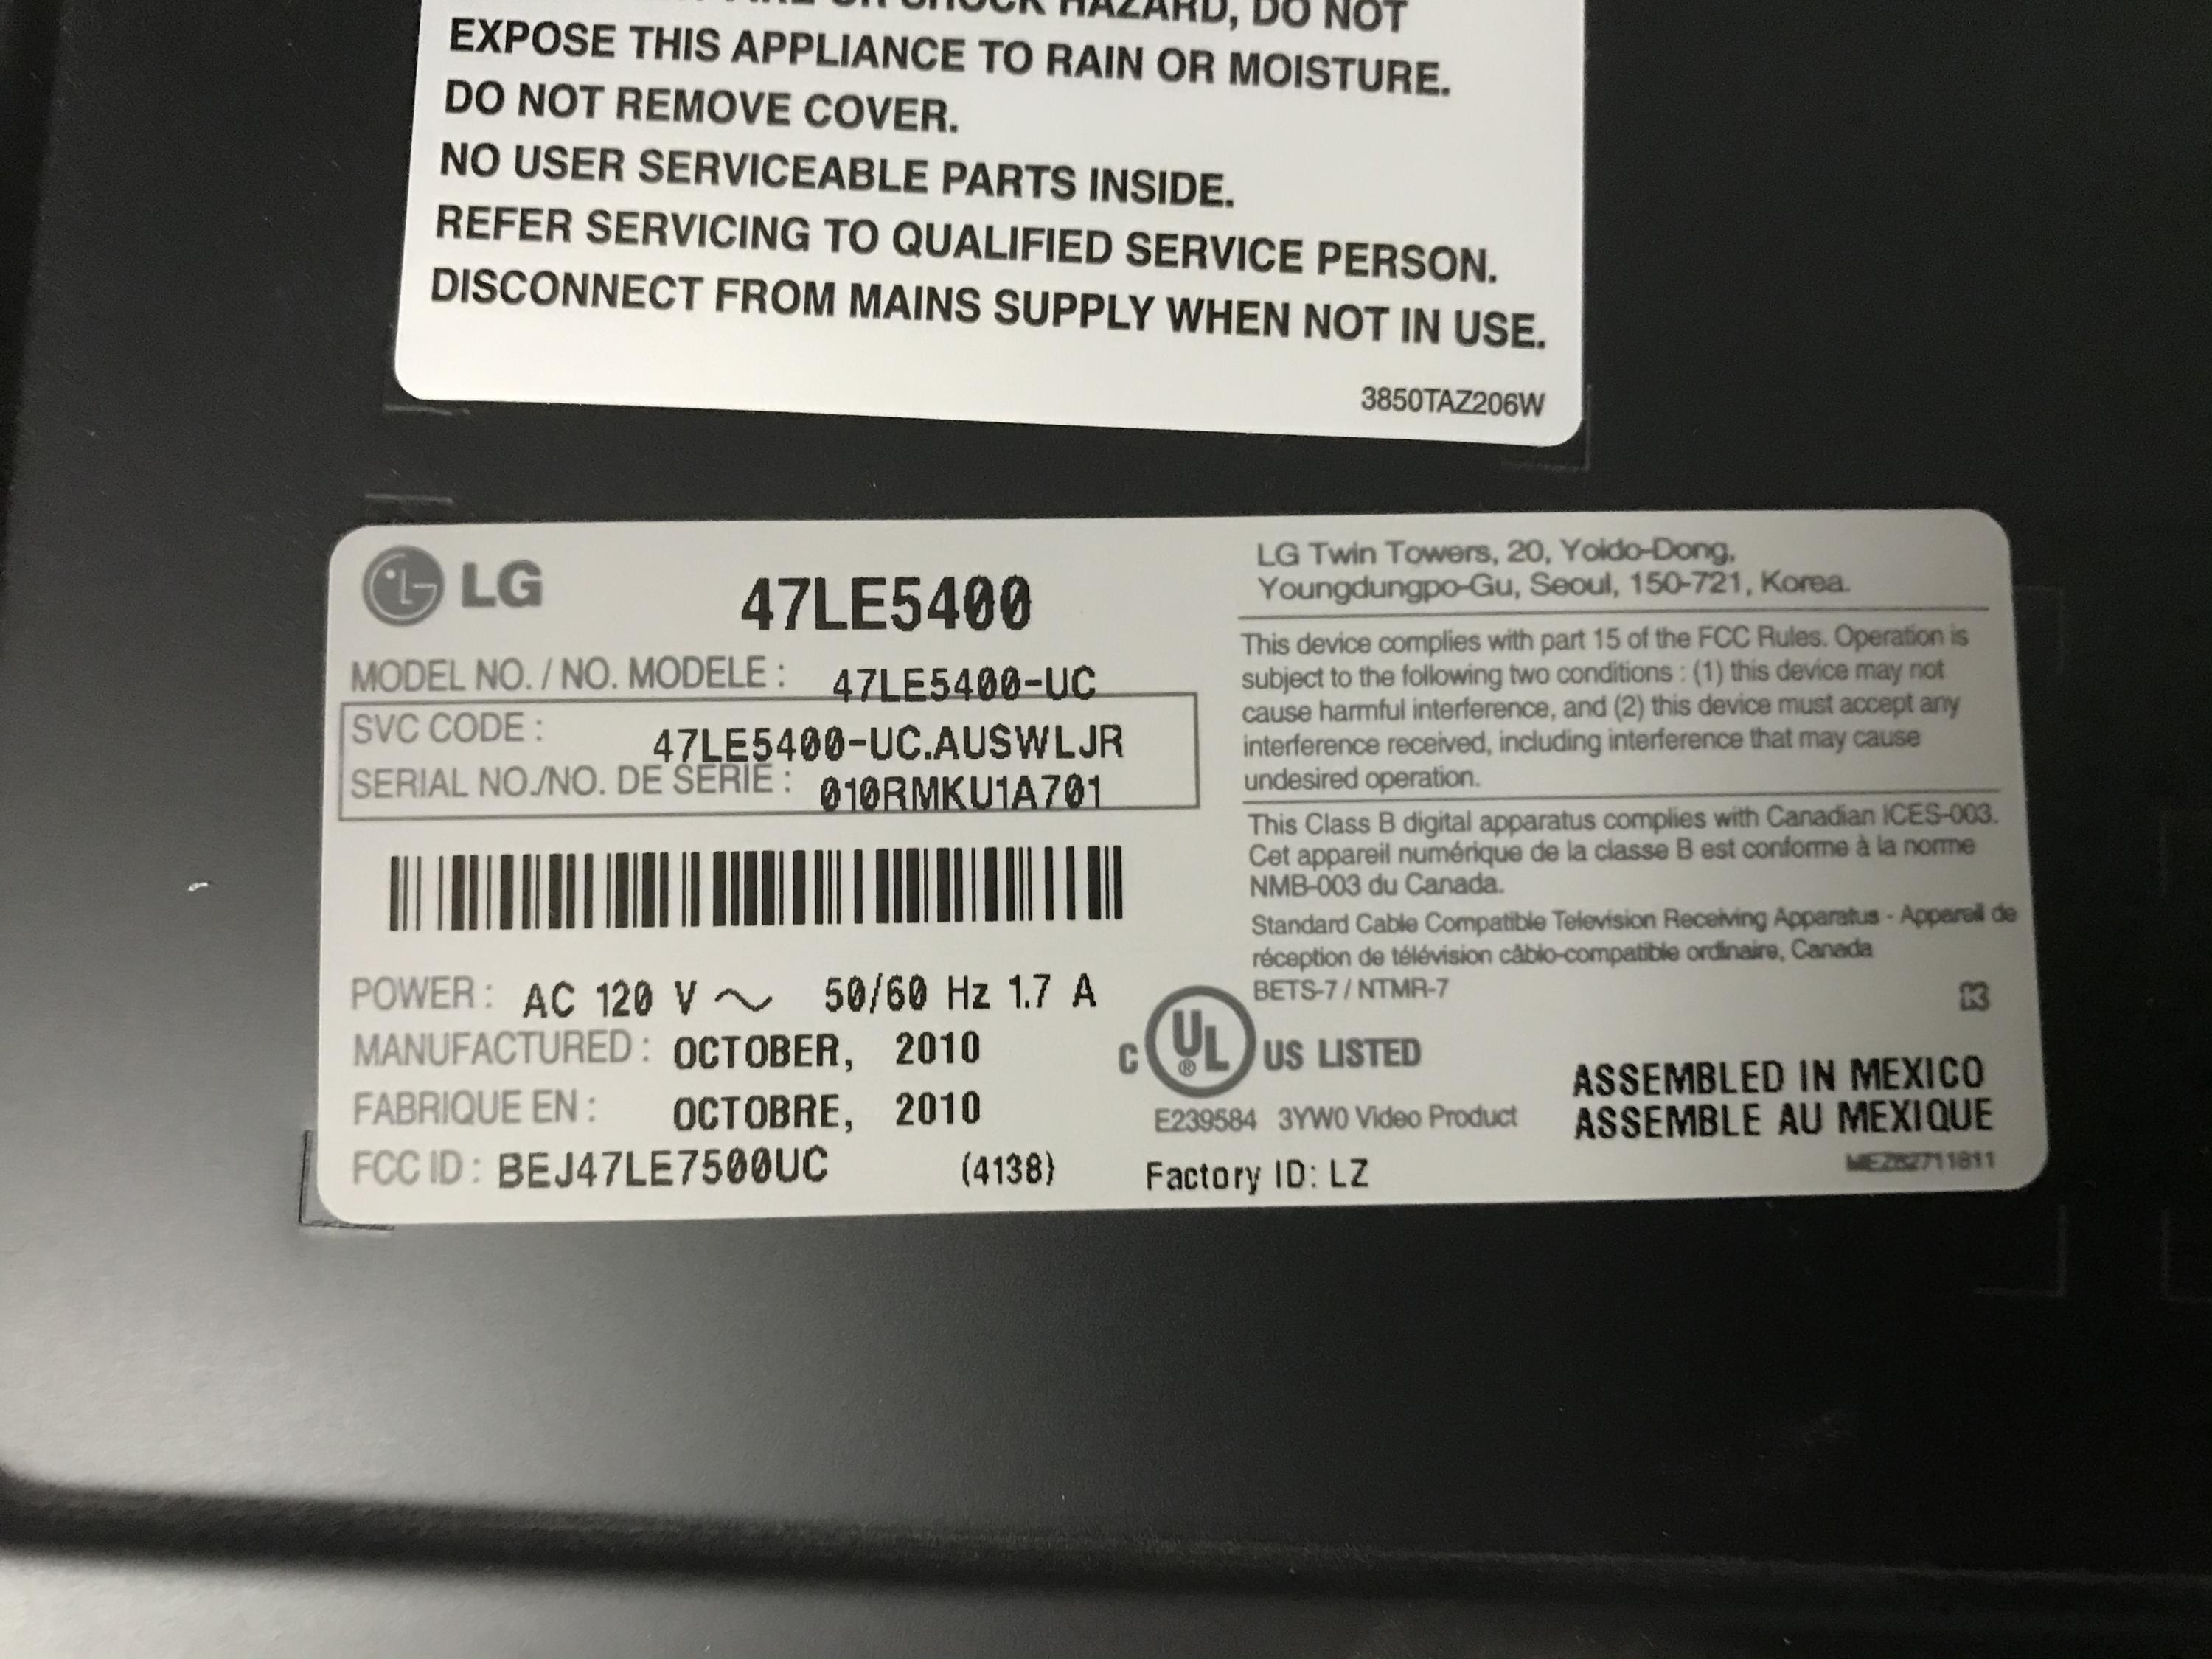 HAZARD, DO NOT
EXPOSE THIS APPLIANCE TO RAIN OR MOISTURE.
DO NOT REMOVE COVER.
NO USER SERVICEABLE PARTS INSIDE.
REFER SERVICING TO QUALIFIED SERVICE PERSON.
DISCONNECT FROM MAINS SUPPLY WHEN NOT IN USE.
3850TAZ206W
LG
47LE5400
MODEL NO. / NO. MODELE : 47LE5400-UC
SVC CODE : 47LE5400-UC.AUSWLJR
SERIAL NO./NO. DE SERIE : 010RMKU1A701
POWER : AC 120 V ~ 50/60 Hz 1.7 A
MANUFACTURED : OCTOBER, 2010
FABRIQUE EN : OCTOBRE, 2010
FCC ID : BEJ47LE7500UC (4138)
LG Twin Towers, 20, Yoido-Dong,
Youngdungpo-Gu, Seoul, 150-721, Korea.
This device complies with part 15 of the FCC Rules. Operation is
subject to the following two conditions : (1) this device may not
cause harmful interference, and (2) this device must accept any
interference received, including interference that may cause
undesired operation.
This Class B digital apparatus complies with Canadian ICES-003.
Cet appareil numérique de la classe B est conforme à la norme
NMB-003 du Canada.
Standard Cable Compatible Television Receiving Apparatus - Appareil de
réception de télévision câblo-compatible ordinaire, Canada
BETS-7 / NTMR-7
C UL ® US LISTED
E239584 3YW0 Video Product
ASSEMBLED IN MEXICO
ASSEMBLE AU MEXIQUE
Factory ID: LZ